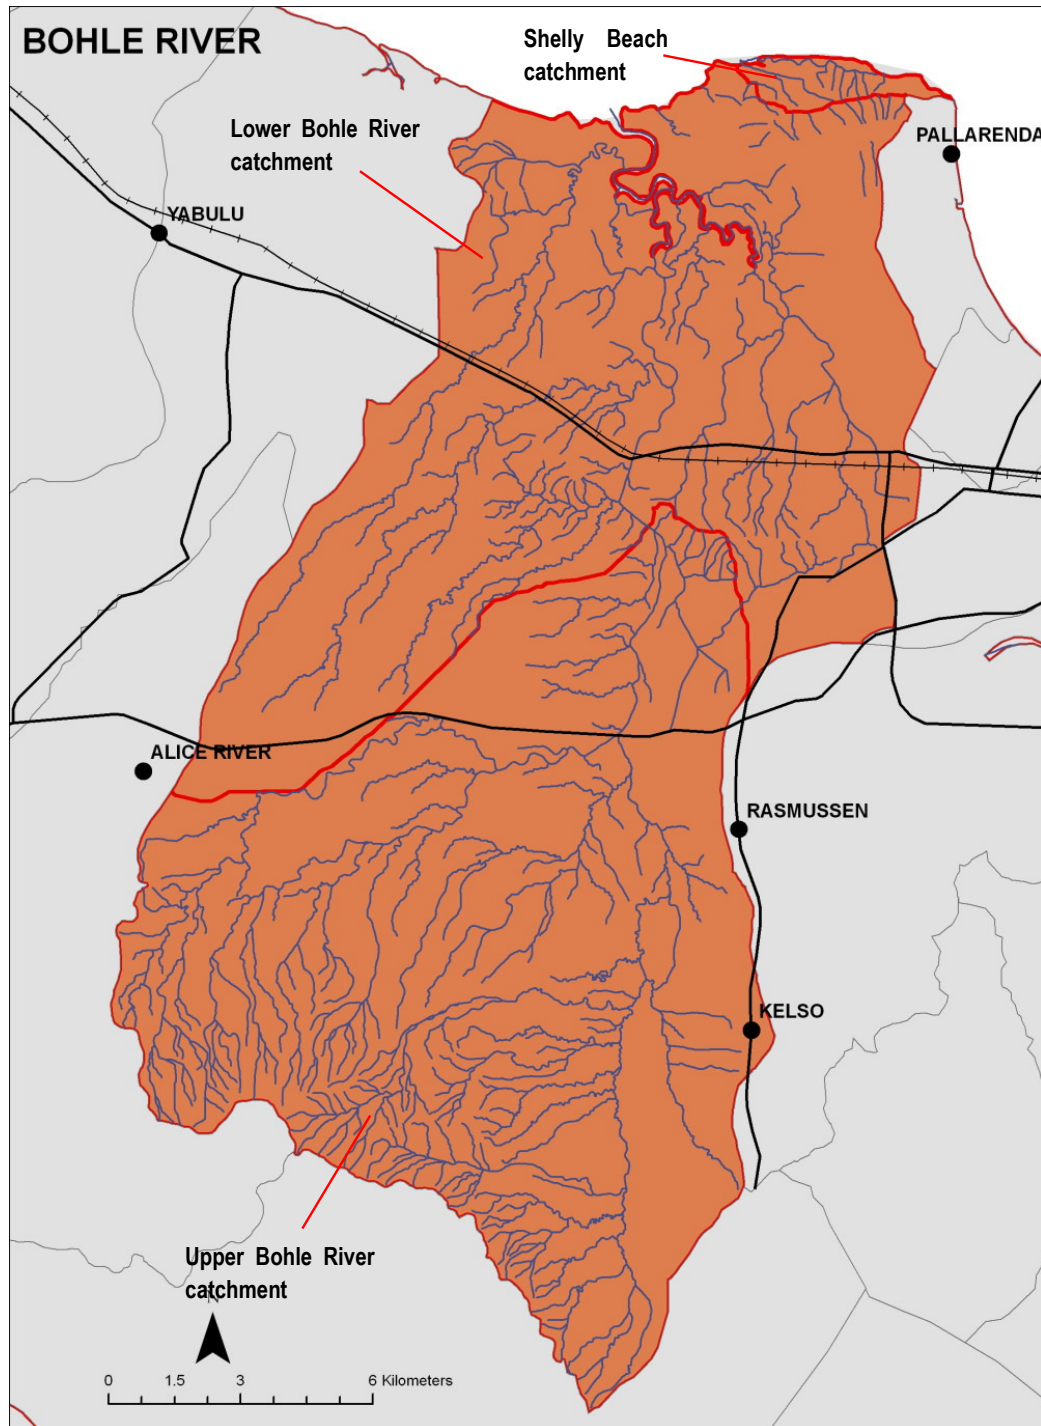 BOHLE RIVER
Shelly Beach
catchment
Lower Bohle River
catchment
PALLARENDA
YABULU
ALICE RIVER
RASMUSSEN
KELSO
Upper Bohle River
catchment
N
0 1.5 3 6 Kilometers